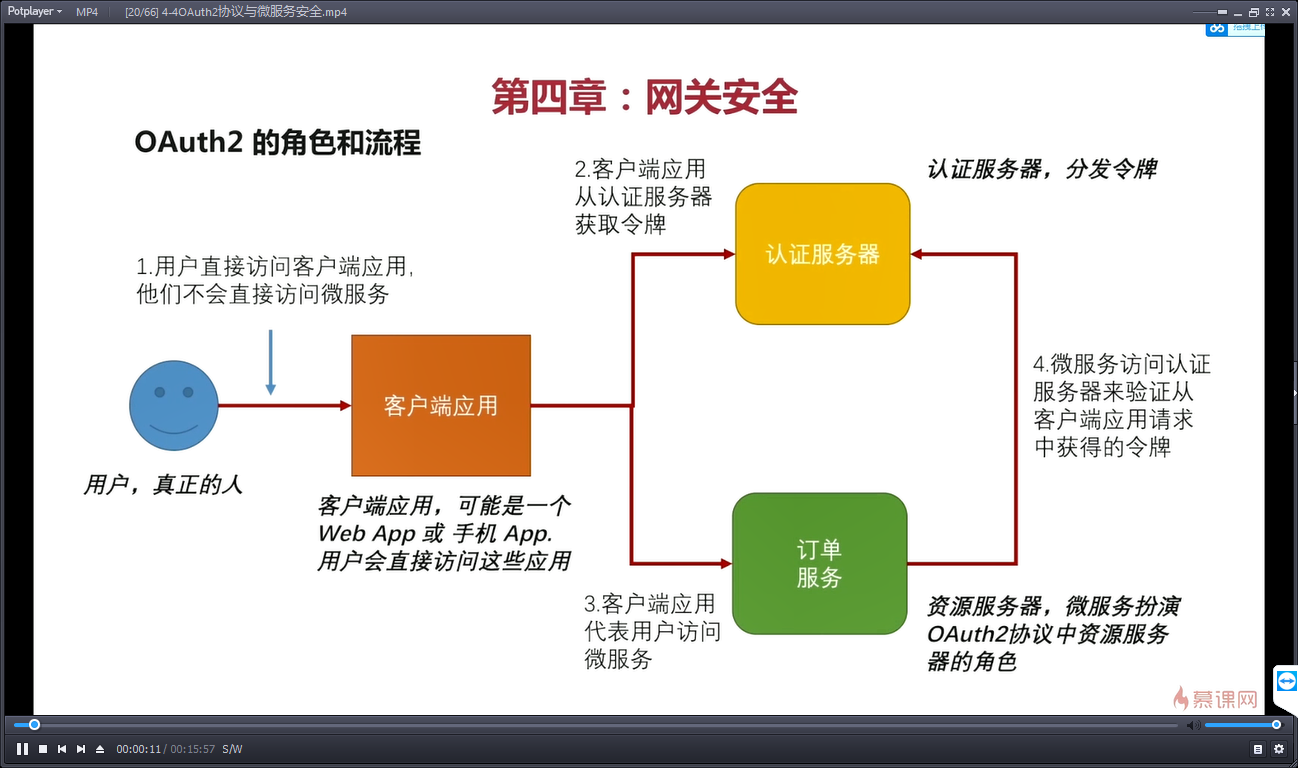 Potplayer
MP4
[20/66] 4-4OAuth2协议与微服务安全.mp4
第四章：网关安全
OAuth2 的角色和流程
2.客户端应用
从认证服务器
获取令牌
认证服务器，分发令牌
认证服务器
1.用户直接访问客户端应用,
他们不会直接访问微服务
客户端应用
4.微服务访问认证
服务器来验证从
客户端应用请求
中获得的令牌
用户，真正的人
客户端应用，可能是一个
Web App 或 手机 App.
用户会直接访问这些应用
订单
服务
3.客户端应用
代表用户访问
微服务
资源服务器，微服务扮演
OAuth2协议中资源服务
器的角色
慕课网
00:00:11 / 00:15:57 S/W